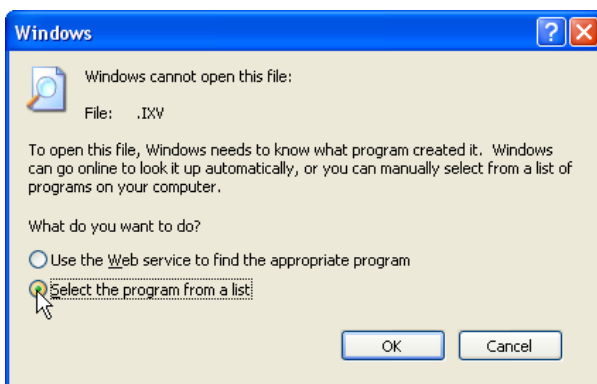 Windows
Windows cannot open this file:
File: .IXV
To open this file, Windows needs to know what program created it. Windows
can go online to look it up automatically, or you can manually select from a list of
programs on your computer.
What do you want to do?
Use the Web service to find the appropriate program
Select the program from a list
OK Cancel